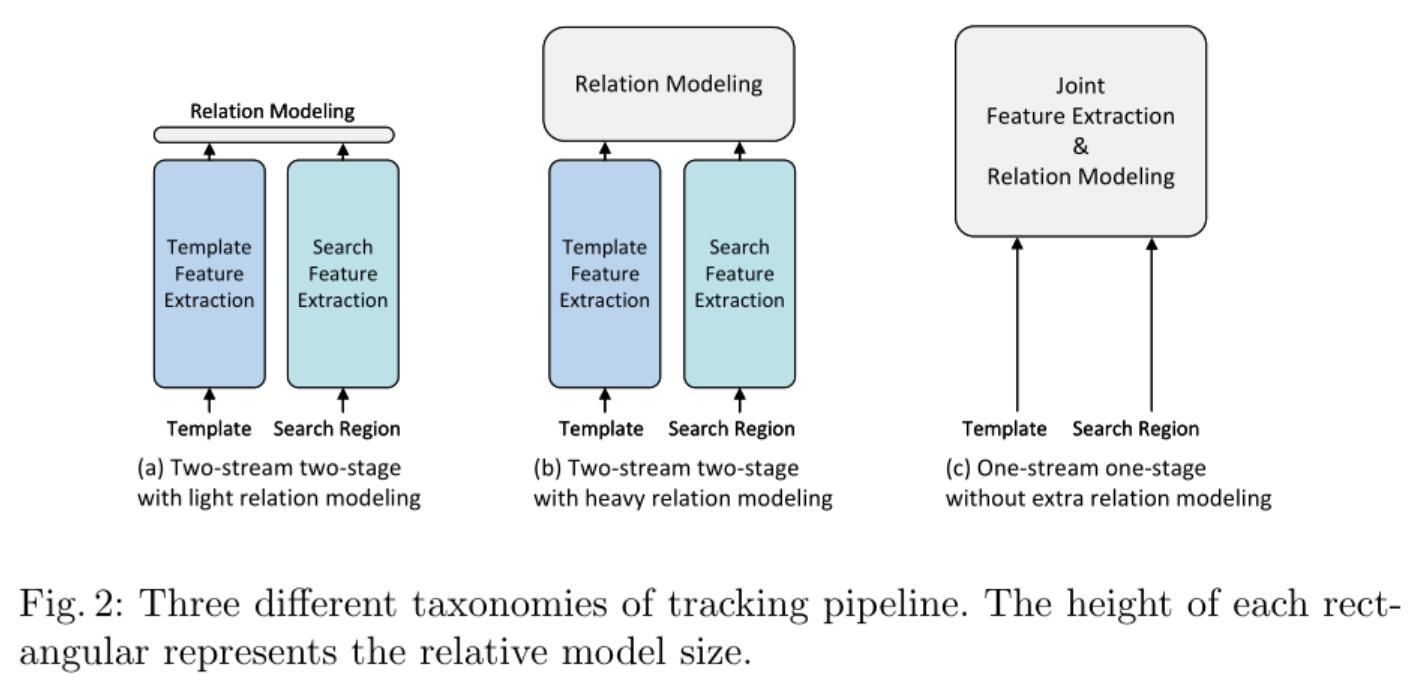 Relation Modeling
Template
Feature
Extraction
Search
Feature
Extraction
Template Search Region
(a) Two-stream two-stage
with light relation modeling
Relation Modeling
Template
Feature
Extraction
Search
Feature
Extraction
Template Search Region
(b) Two-stream two-stage
with heavy relation modeling
Joint
Feature Extraction
&
Relation Modeling
Template Search Region
(c) One-stream one-stage
without extra relation modeling
Fig. 2: Three different taxonomies of tracking pipeline. The height of each rect-
angular represents the relative model size.